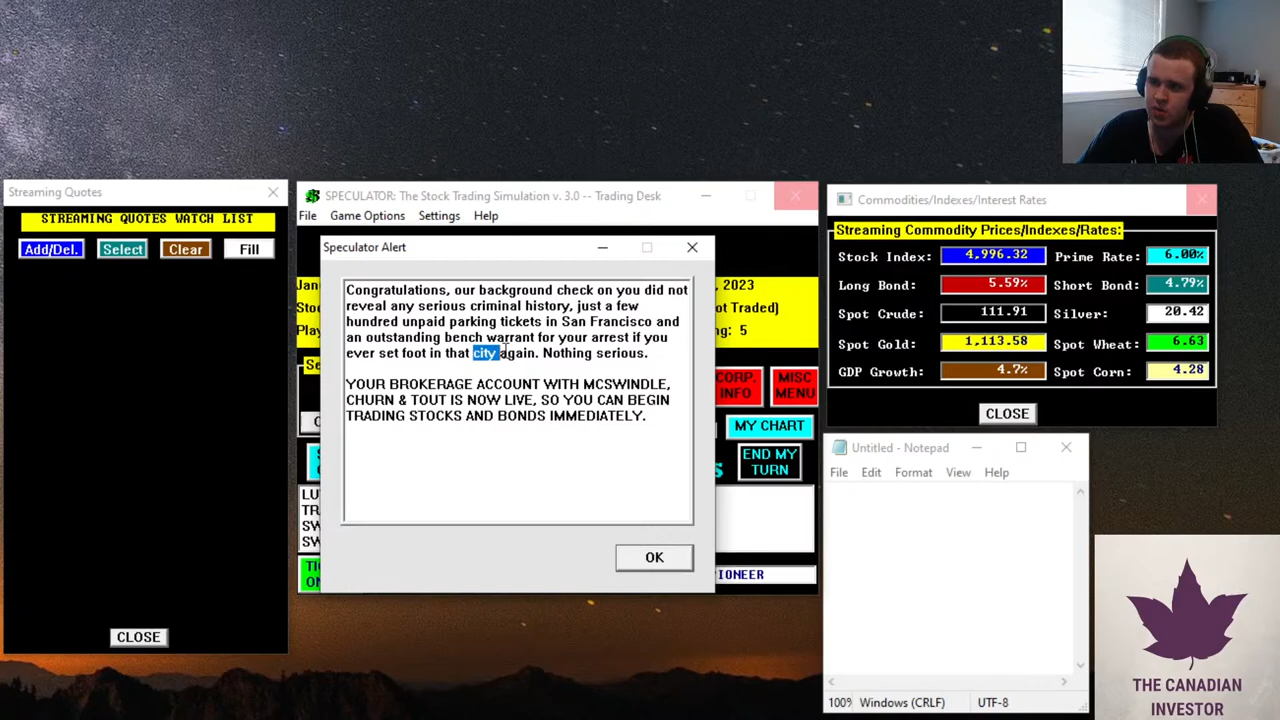 Streaming Quotes
STREAMING QUOTES WATCH LIST
Add/Del.
Select
Clear
Fill
CLOSE
SPECULATOR: The Stock Trading Simulation v. 3.0 -- Trading Desk
File Game Options Settings Help
Speculator Alert
Congratulations, our background check on you did not
reveal any serious criminal history, just a few
hundred unpaid parking tickets in San Francisco and
an outstanding bench warrant for your arrest if you
ever set foot in that city again. Nothing serious.
YOUR BROKERAGE ACCOUNT WITH MCSWINDLE,
CHURN & TOUT IS NOW LIVE, SO YOU CAN BEGIN
TRADING STOCKS AND BONDS IMMEDIATELY.
OK
, 2023
Traded)
: 5
CORP.
INFO
MISC
MENU
MY CHART
END MY
TURN
Commodities/Indexes/Interest Rates
Streaming Commodity Prices/Indexes/Rates:
Stock Index: 4,996.32 Prime Rate: 6.00%
Long Bond: 5.59% Short Bond: 4.79%
Spot Crude: 111.91 Silver: 20.42
Spot Gold: 1,113.58 Spot Wheat: 6.63
GDP Growth: 4.7% Spot Corn: 4.28
CLOSE
Untitled - Notepad
File Edit Format View Help
100% Windows (CRLF) UTF-8
THE CANADIAN
INVESTOR